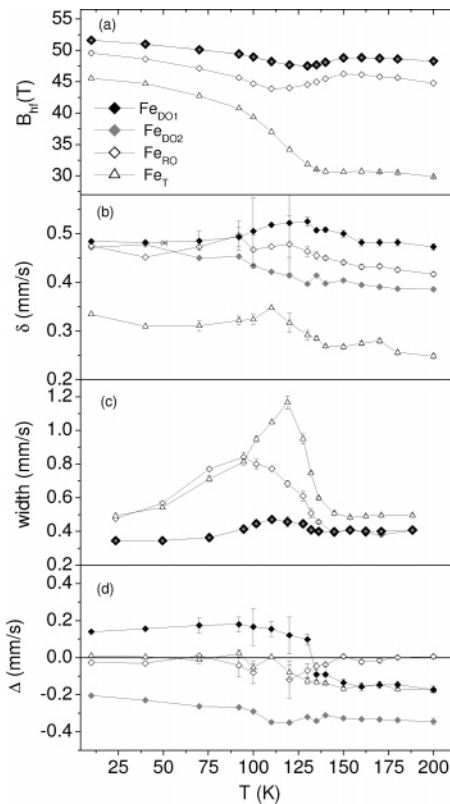 (a)
55
50
45
40
35
30
B_hf(T)
Fe_DO1
Fe_DO2
Fe_RO
Fe_T
(b)
0.5
0.4
0.3
0.2
δ (mm/s)
(c)
1.2
1.0
0.8
0.6
0.4
0.2
width (mm/s)
(d)
0.4
0.2
0.0
-0.2
-0.4
Δ (mm/s)
25 50 75 100 125 150 175 200
T (K)